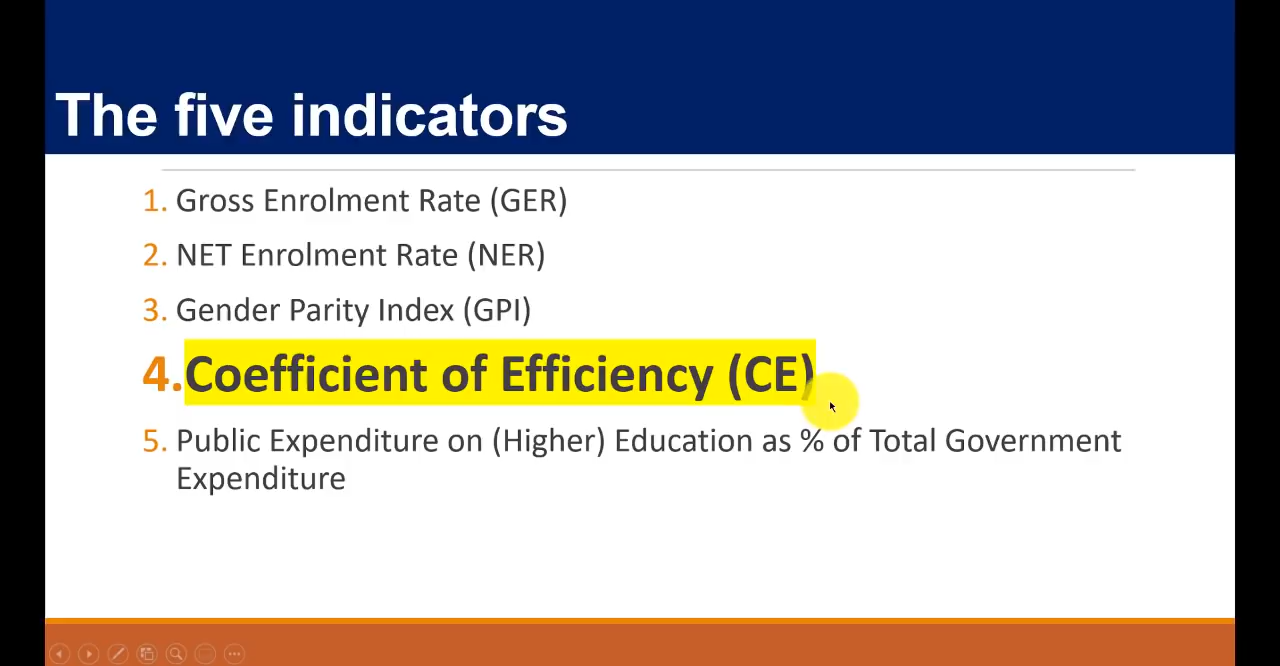 The five indicators
1. Gross Enrolment Rate (GER)
2. NET Enrolment Rate (NER)
3. Gender Parity Index (GPI)
4. Coefficient of Efficiency (CE)
5. Public Expenditure on (Higher) Education as % of Total Government
Expenditure